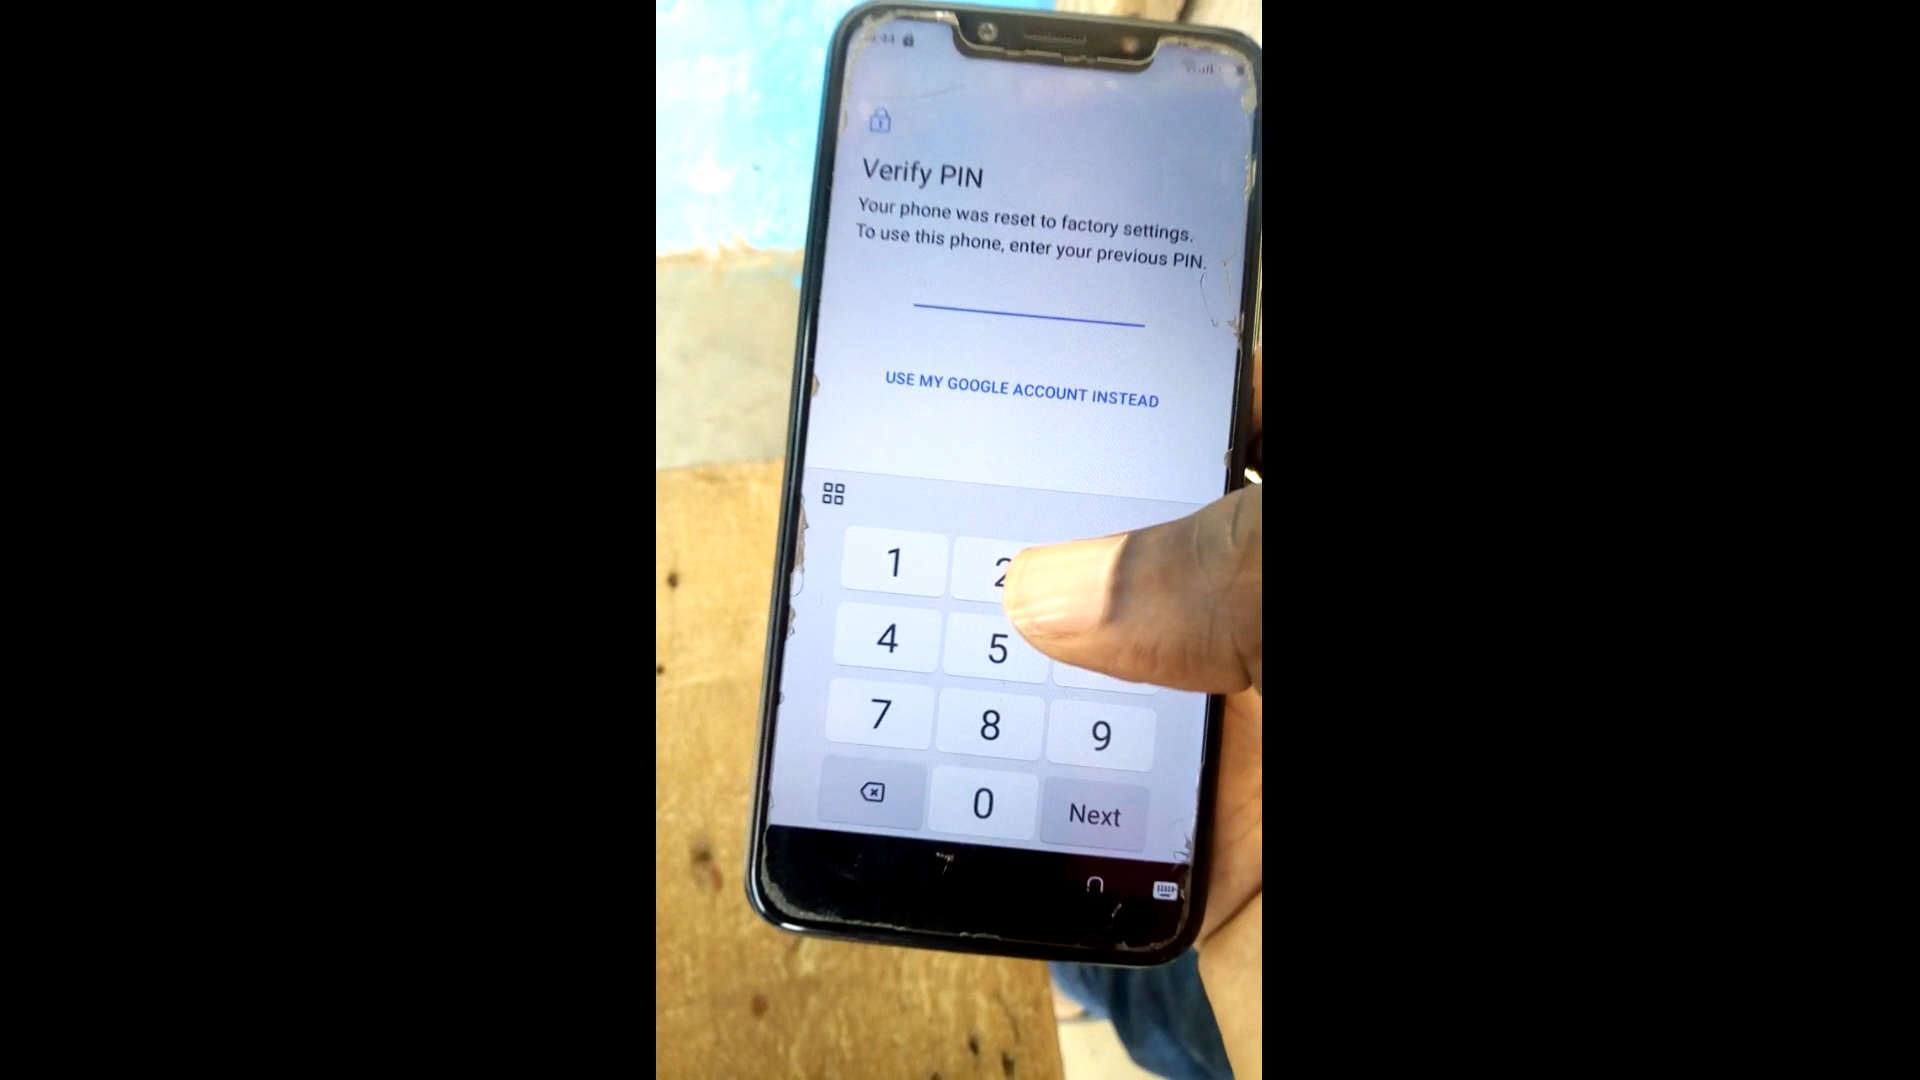 Verify PIN
Your phone was reset to factory settings.
To use this phone, enter your previous PIN.
USE MY GOOGLE ACCOUNT INSTEAD
1 2
4 5
7 8 9
0 Next